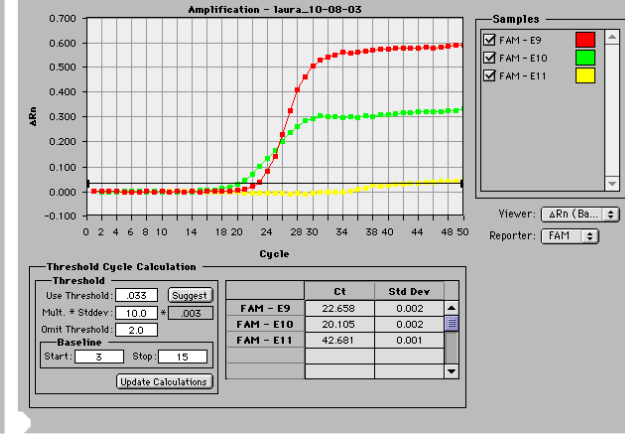 Amplification - laura_10-08-03
0.700
0.600
0.500
0.400
0.300
0.200
0.100
0.000
-0.100
ΔRn
0 2 4 6 8 10 14 18 20 24 28 30 34 38 40 44 48 50
Cycle
Samples
FAM - E9
FAM - E10
FAM - E11
Viewer: ΔRn (Ba...
Reporter: FAM
Threshold Cycle Calculation
Threshold
Use Threshold: .033 Suggest
Mult. * Stddev: 10.0 * .003
Omit Threshold: 2.0
Baseline
Start: 3 Stop: 15
Update Calculations
Ct Std Dev
FAM - E9 22.658 0.002
FAM - E10 20.105 0.002
FAM - E11 42.681 0.001